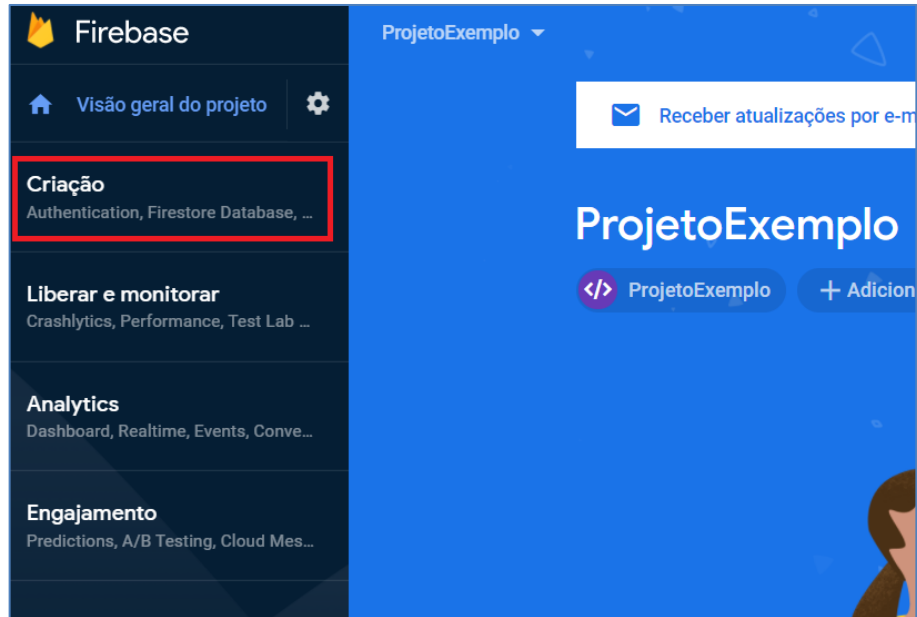 Firebase
ProjetoExemplo
Visão geral do projeto
Receber atualizações por e-m
Criação
Authentication, Firestore Database, ...
ProjetoExemplo
</> ProjetoExemplo
+ Adicion
Liberar e monitorar
Crashlytics, Performance, Test Lab ...
Analytics
Dashboard, Realtime, Events, Conve...
Engajamento
Predictions, A/B Testing, Cloud Mes...